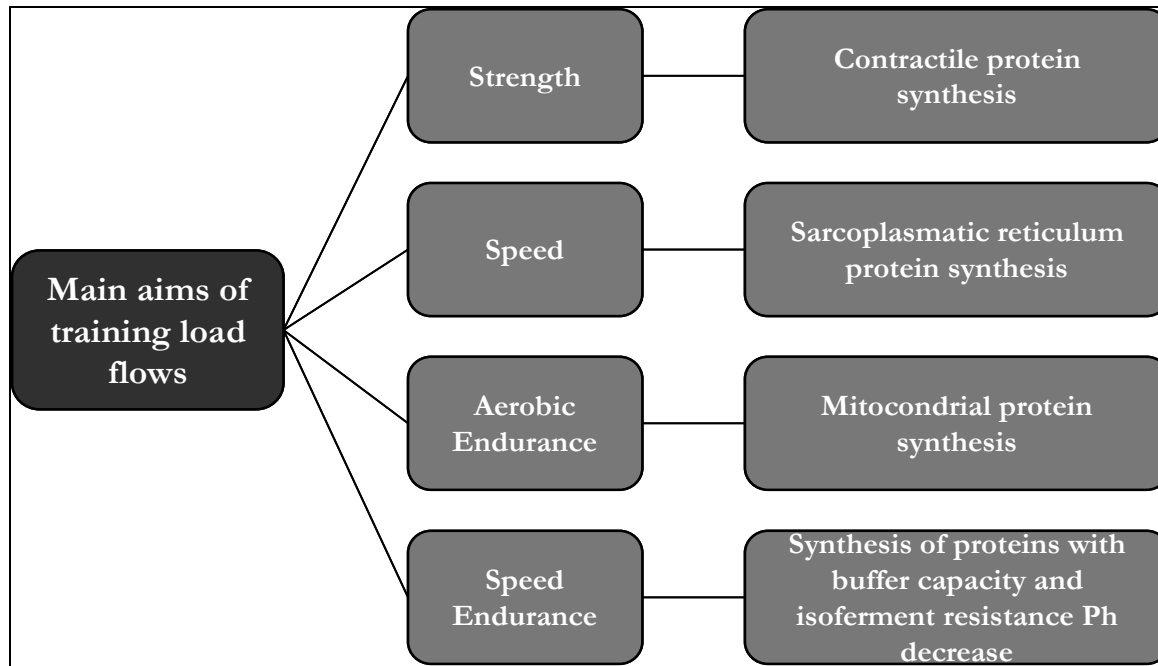 Main aims of
training load
flows
Strength
Contractile protein
synthesis
Speed
Sarcoplasmatic reticulum
protein synthesis
Aerobic
Endurance
Mitocondrial protein
synthesis
Speed
Endurance
Synthesis of proteins with
buffer capacity and
isoferment resistance Ph
decrease